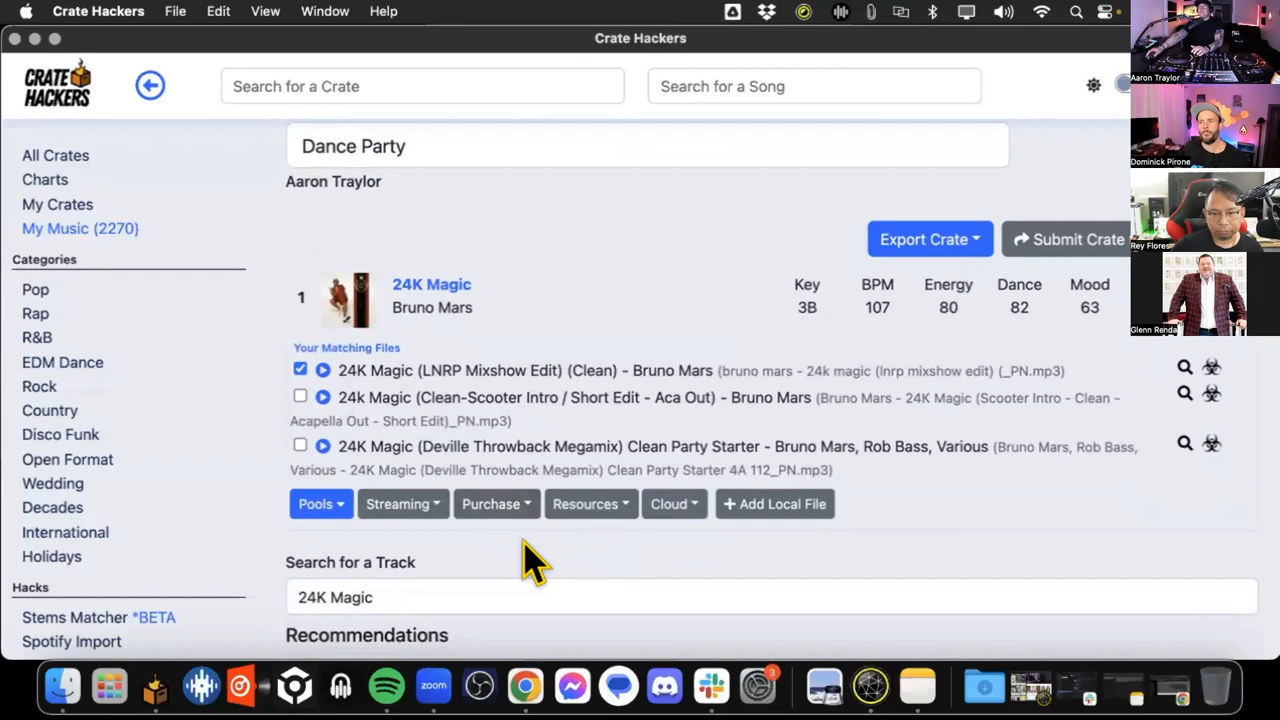 Crate Hackers File Edit View Window Help
Crate Hackers
CRATE
HACKERS
Search for a Crate
Search for a Song
Aaron Traylor
Dominick Pirone
Rey Flores
Glenn Renda
All Crates
Charts
My Crates
My Music (2270)
Categories
Pop
Rap
R&B
EDM Dance
Rock
Country
Disco Funk
Open Format
Wedding
Decades
International
Holidays
Hacks
Stems Matcher *BETA
Spotify Import
Dance Party
Aaron Traylor
Export Crate
Submit Crate
1
24K Magic
Bruno Mars
Key BPM Energy Dance Mood
3B 107 80 82 63
Your Matching Files
24K Magic (LNRP Mixshow Edit) (Clean) - Bruno Mars (bruno mars - 24k magic (lnrp mixshow edit) (_PN.mp3)
24k Magic (Clean-Scooter Intro / Short Edit - Aca Out) - Bruno Mars (Bruno Mars - 24K Magic (Scooter Intro - Clean -
Acapella Out - Short Edit)_PN.mp3)
24K Magic (Deville Throwback Megamix) Clean Party Starter - Bruno Mars, Rob Bass, Various (Bruno Mars, Rob Bass,
Various - 24K Magic (Deville Throwback Megamix) Clean Party Starter 4A 112_PN.mp3)
Pools Streaming Purchase Resources Cloud + Add Local File
Search for a Track
24K Magic
Recommendations
zoom
3